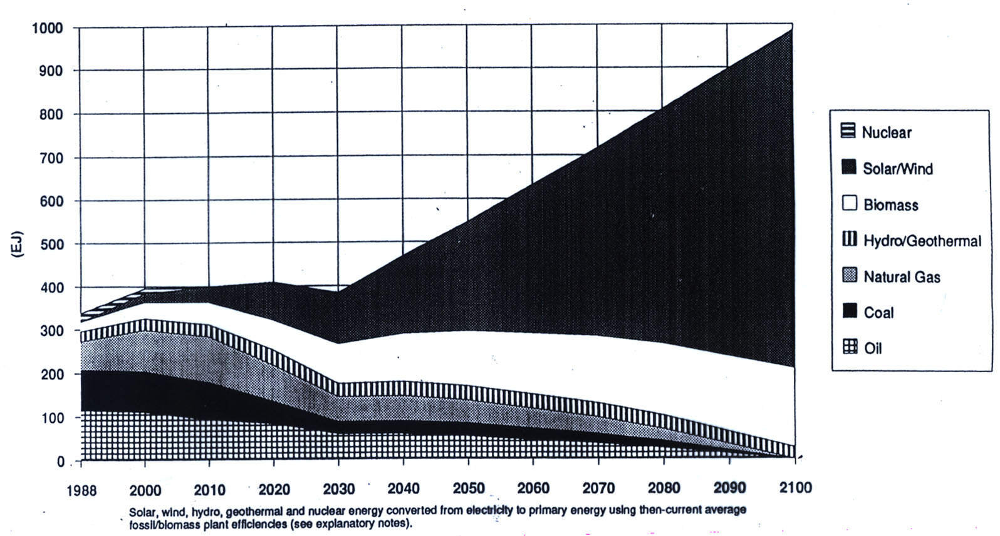 1000
900
800
700
600
500
400
300
200
100
0
(EJ)
1988 2000 2010 2020 2030 2040 2050 2060 2070 2080 2090 2100
Nuclear
Solar/Wind
Biomass
Hydro/Geothermal
Natural Gas
Coal
Oil
Solar, wind, hydro, geothermal and nuclear energy converted from electricity to primary energy using then-current average
fossil/biomass plant efficiencies (see explanatory notes).